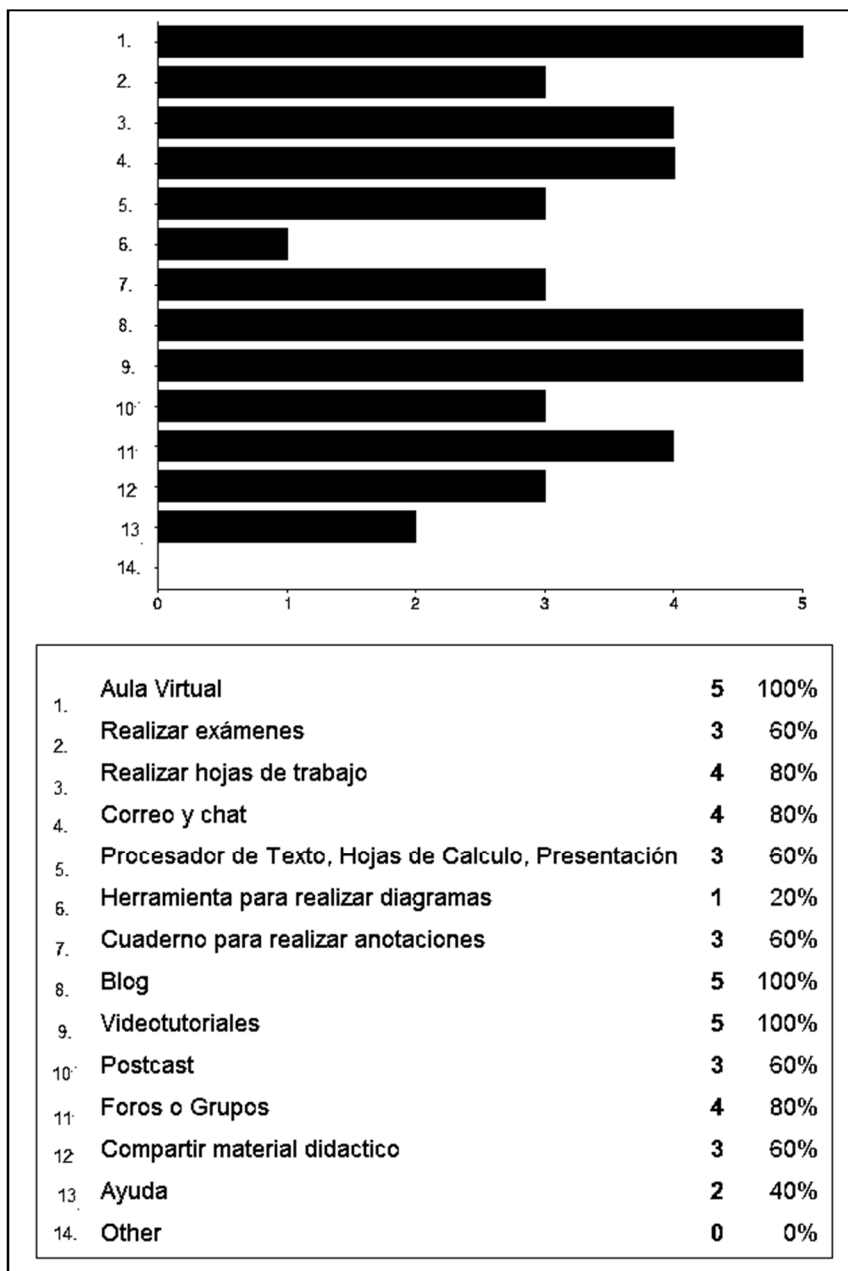 1.
2.
3.
4.
5.
6.
7.
8.
9.
10.
11.
12
13
14.
0 1 2 3 4 5
1. Aula Virtual 5 100%
2. Realizar exámenes 3 60%
3. Realizar hojas de trabajo 4 80%
4. Correo y chat 4 80%
5. Procesador de Texto, Hojas de Calculo, Presentación 3 60%
6. Herramienta para realizar diagramas 1 20%
7. Cuaderno para realizar anotaciones 3 60%
8. Blog 5 100%
9. Videotutoriales 5 100%
10. Postcast 3 60%
11. Foros o Grupos 4 80%
12 Compartir material didactico 3 60%
13 Ayuda 2 40%
14. Other 0 0%